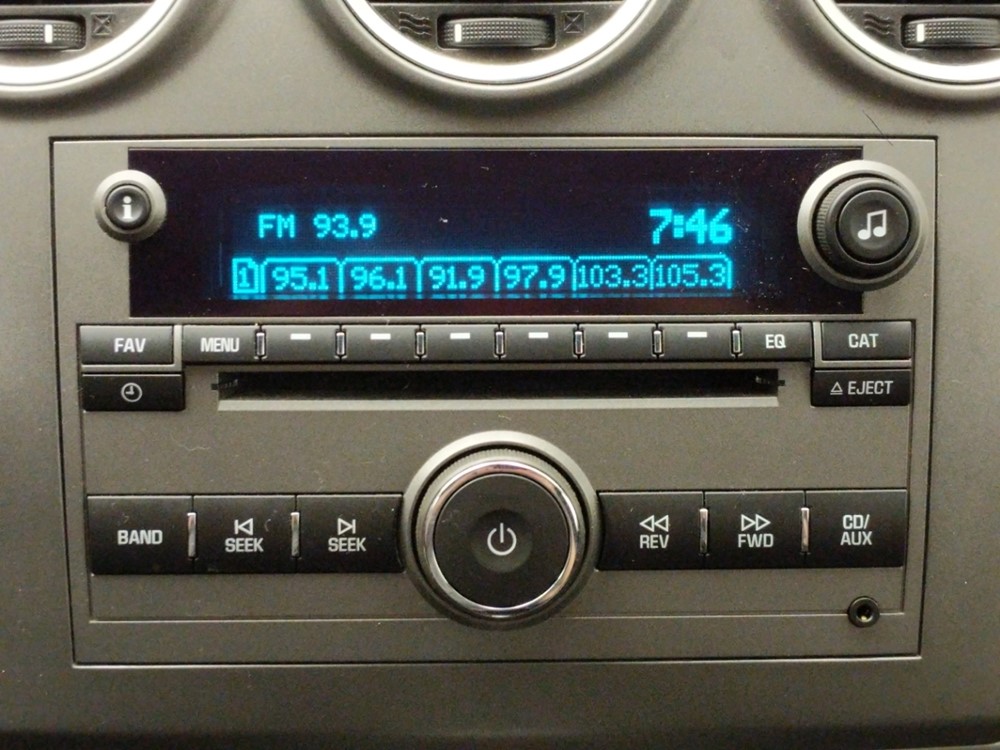 i
FM 93.9 7:46
1 95.1 96.1 91.9 97.9 103.3 105.3
FAV MENU EQ CAT
EJECT
BAND SEEK SEEK REV FWD CD/
AUX